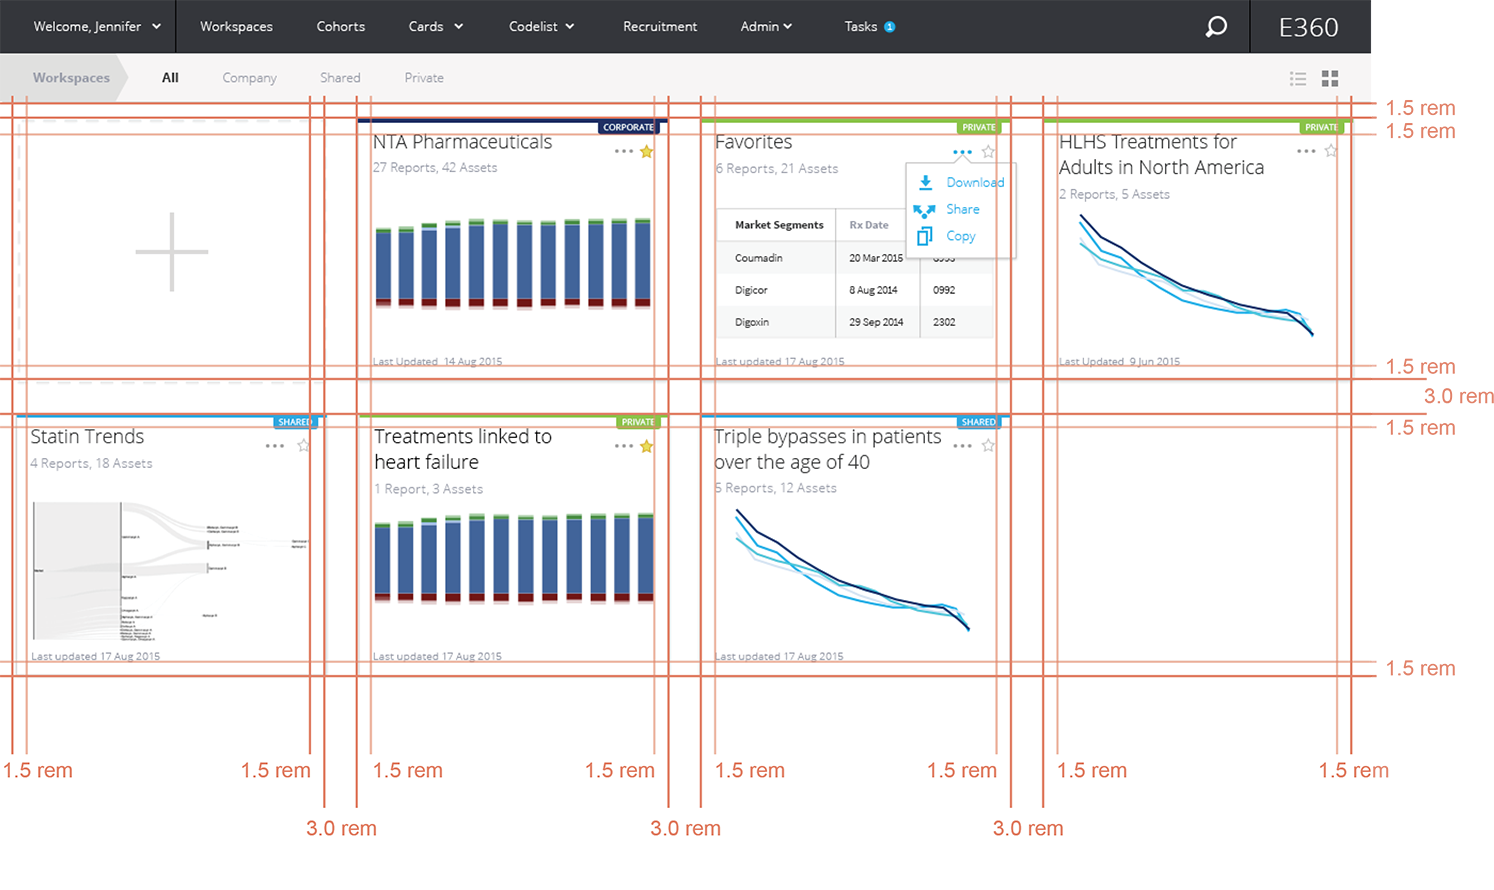 Welcome, Jennifer Workspaces Cohorts Cards Codelist Recruitment Admin Tasks 1 E360
Workspaces All Company Shared Private
1.5 rem
1.5 rem
CORPORATE
NTA Pharmaceuticals
27 Reports, 42 Assets
Last Updated 14 Aug 2015
PRIVATE
Favorites
6 Reports, 21 Assets
Download
Share
Copy
Market Segments Rx Date
Coumadin 20 Mar 2015
Digicor 8 Aug 2014 0992
Digoxin 29 Sep 2014 2302
Last updated 17 Aug 2015
PRIVATE
HLHS Treatments for
Adults in North America
2 Reports, 5 Assets
Last Updated 9 Jun 2015
1.5 rem
3.0 rem
1.5 rem
SHARED
Statin Trends
4 Reports, 18 Assets
Last updated 17 Aug 2015
PRIVATE
Treatments linked to
heart failure
1 Report, 3 Assets
Last updated 17 Aug 2015
SHARED
Triple bypasses in patients
over the age of 40
5 Reports, 12 Assets
Last updated 17 Aug 2015
1.5 rem
1.5 rem 1.5 rem 1.5 rem 1.5 rem 1.5 rem 1.5 rem 1.5 rem 1.5 rem
3.0 rem 3.0 rem 3.0 rem